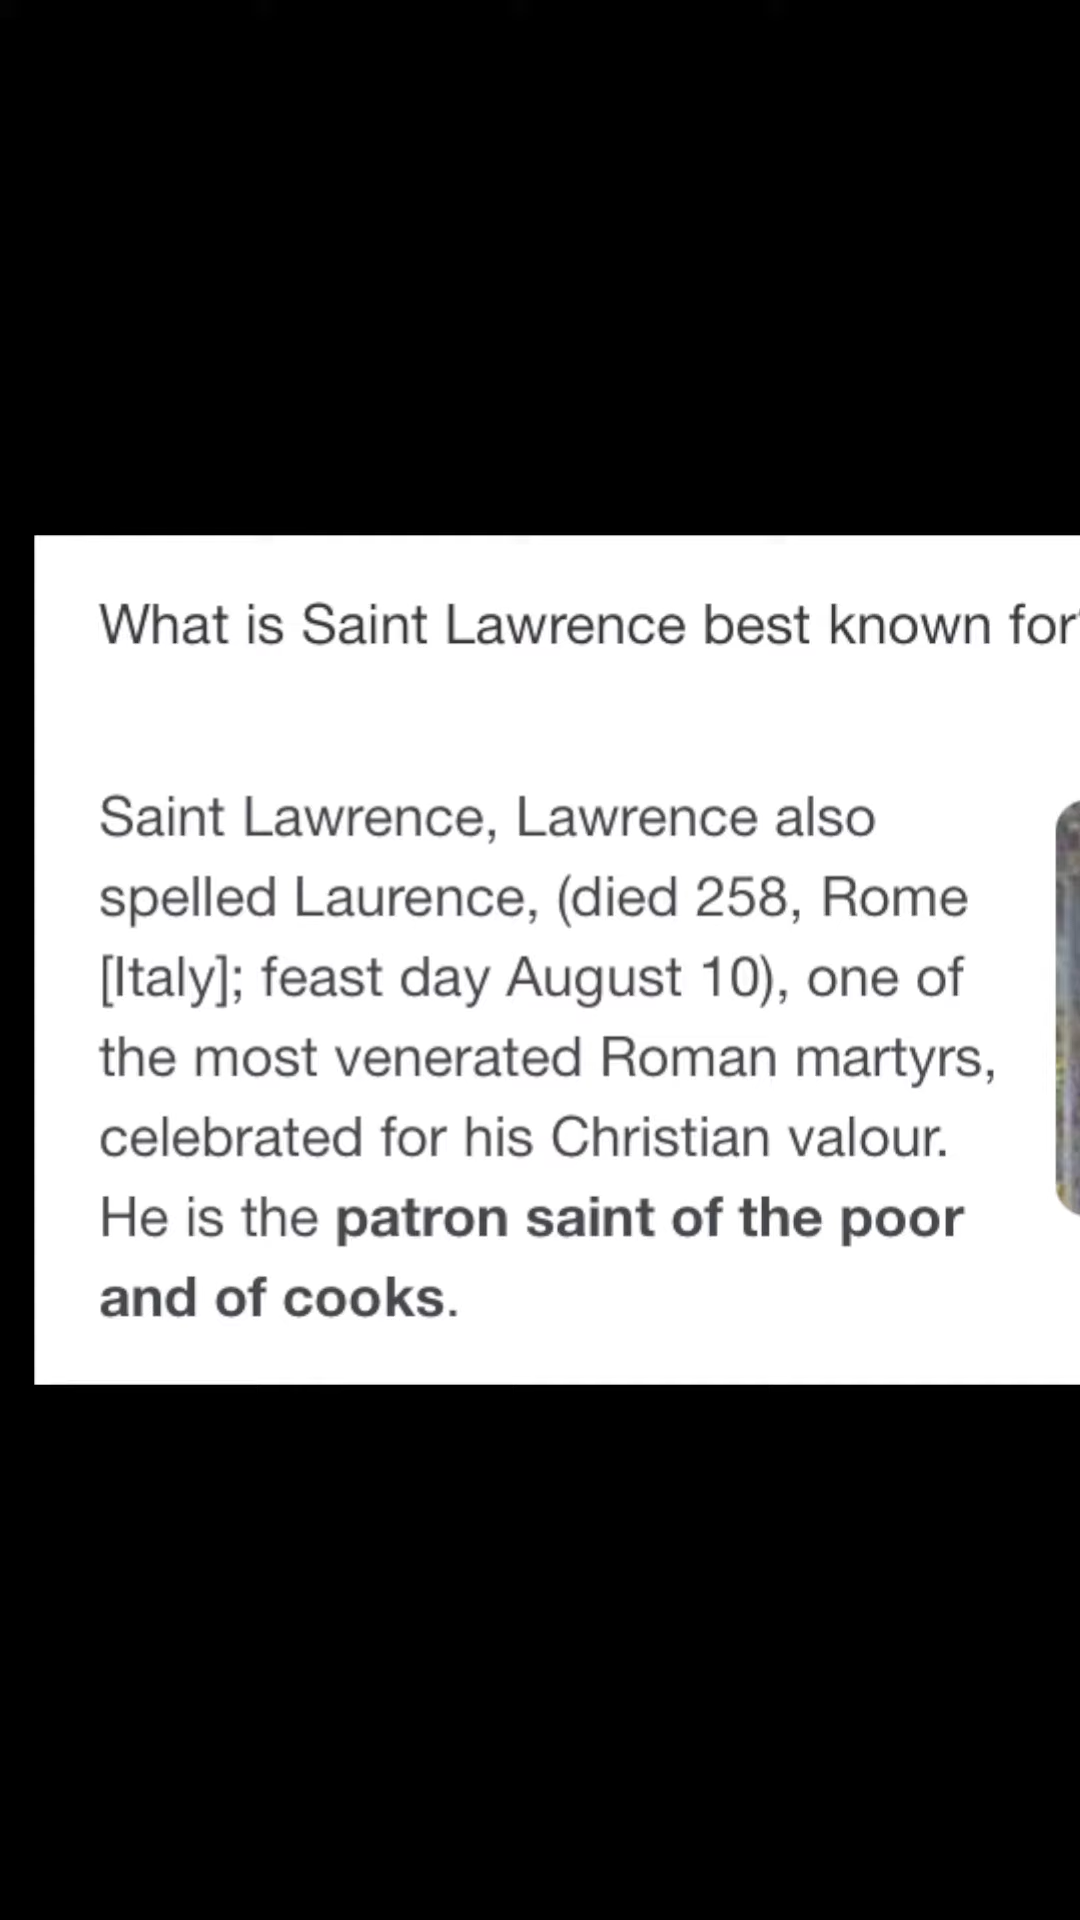 What is Saint Lawrence best known for
Saint Lawrence, Lawrence also
spelled Laurence, (died 258, Rome
[Italy]; feast day August 10), one of
the most venerated Roman martyrs,
celebrated for his Christian valour.
He is the patron saint of the poor
and of cooks.